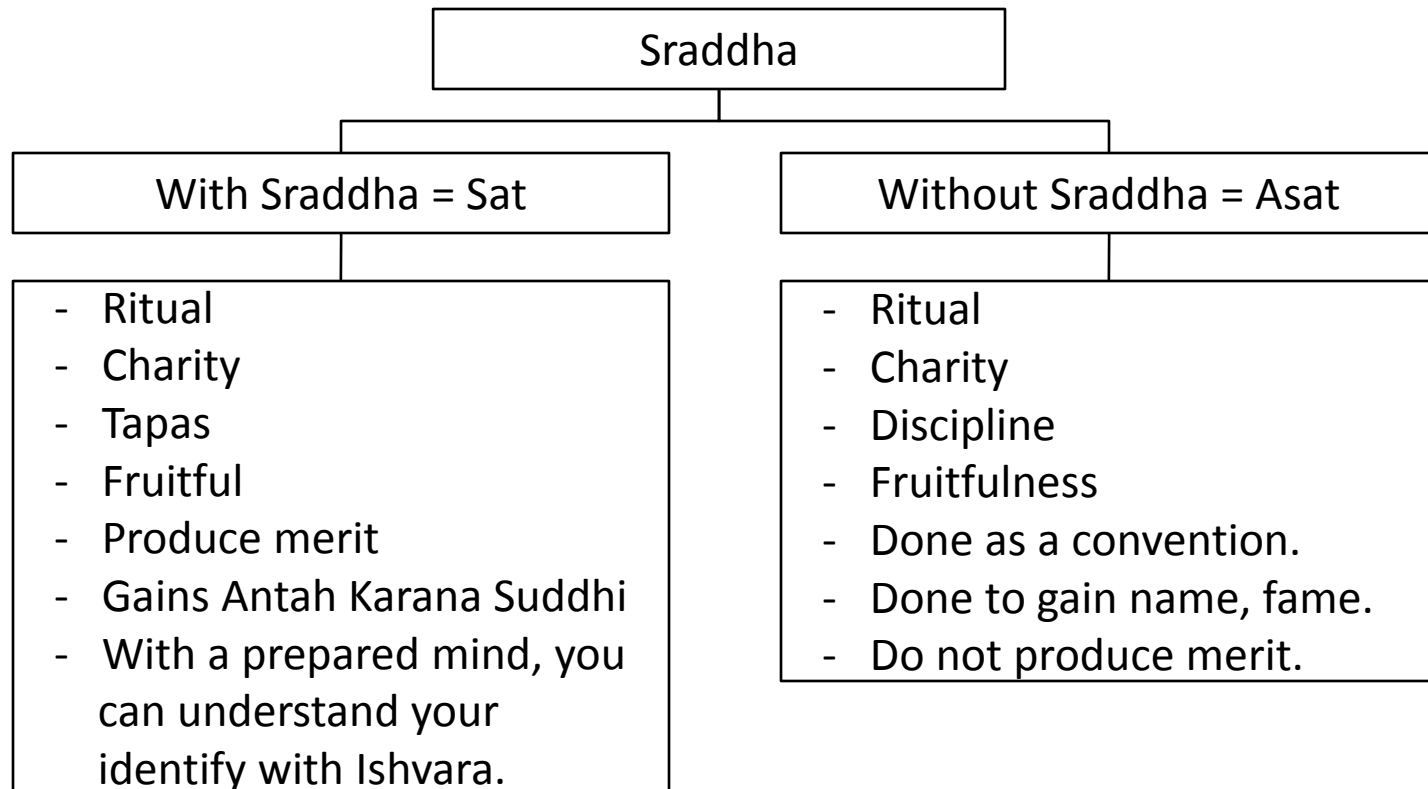 Sraddha
With Sraddha = Sat
- Ritual
- Charity
- Tapas
- Fruitful
- Produce merit
- Gains Antah Karana Suddhi
- With a prepared mind, you
can understand your
identify with Ishvara.
Without Sraddha = Asat
- Ritual
- Charity
- Discipline
- Fruitfulness
- Done as a convention.
- Done to gain name, fame.
- Do not produce merit.